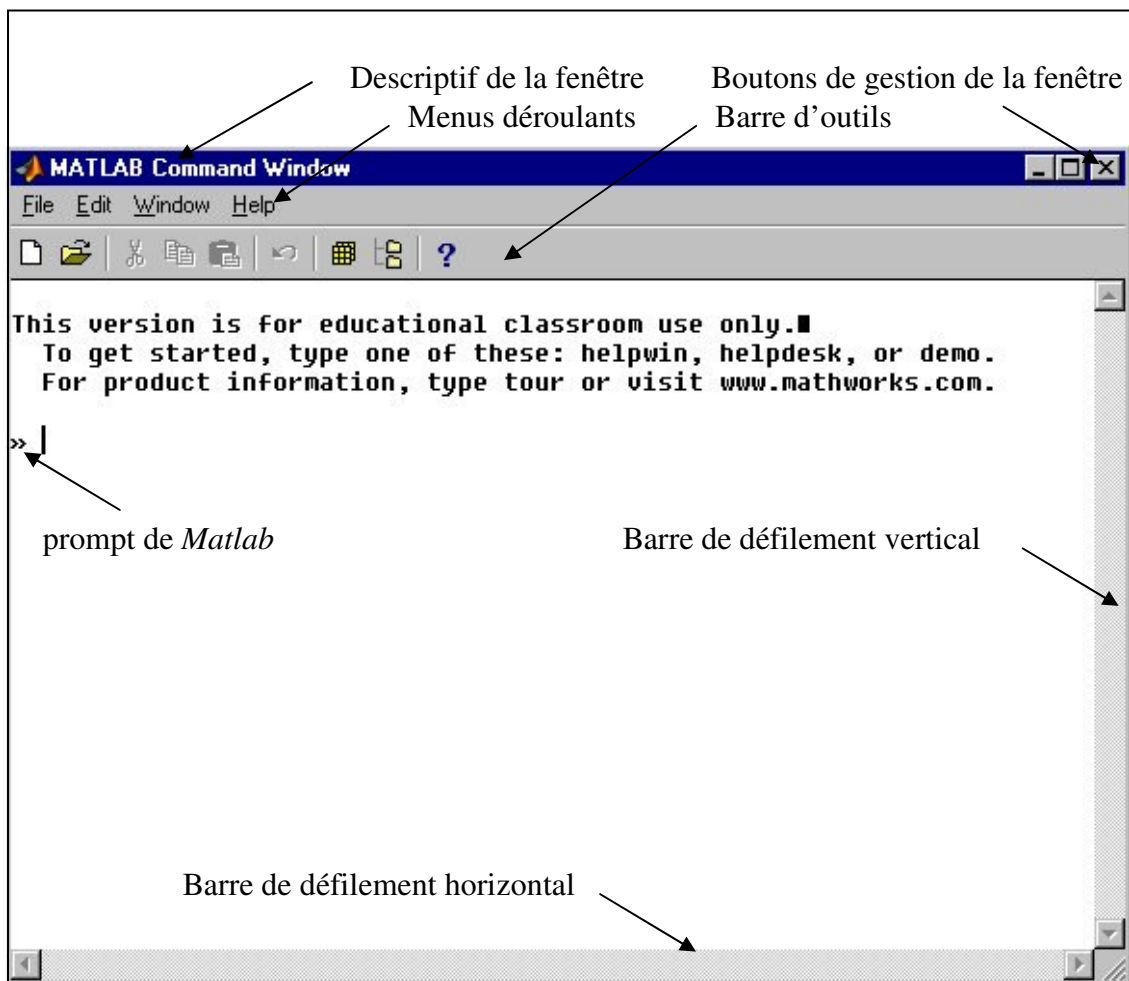 Descriptif de la fenêtre Boutons de gestion de la fenêtre
Menus déroulants Barre d’outils
MATLAB Command Window
File Edit Window Help
?
This version is for educational classroom use only.
To get started, type one of these: helpwin, helpdesk, or demo.
For product information, type tour or visit www.mathworks.com.
»
prompt de Matlab Barre de défilement vertical
Barre de défilement horizontal